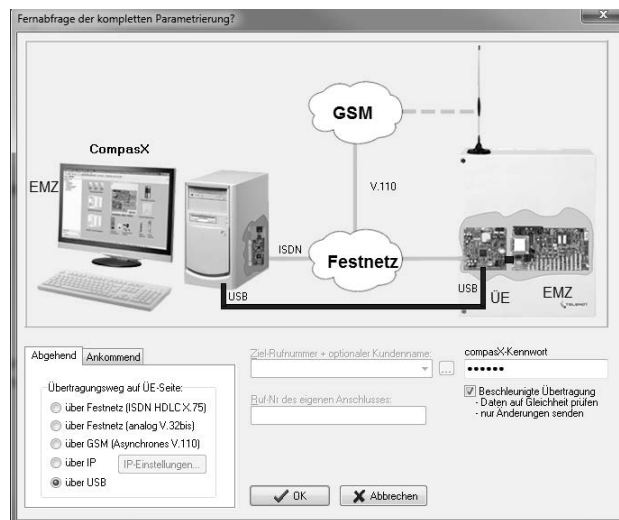 Fernabfrage der kompletten Parametrierung?
x
GSM
CompasX
EMZ
V.110
ISDN
Festnetz
USB
USB
ÜE
EMZ
TELENOT
Abgehend
Ankommend
Übertragungsweg auf ÜE-Seite:
über Festnetz (ISDN HDLC X.75)
über Festnetz (analog V.32bis)
über GSM (Asynchrones V.110)
über IP
IP-Einstellungen...
über USB
Ziel-Rufnummer + optionaler Kundenname:
...
Ruf-Nr des eigenen Anschlusses:
compasX-Kennwort
••••••
Beschleunigte Übertragung
- Daten auf Gleichheit prüfen
- nur Änderungen senden
OK
Abbrechen